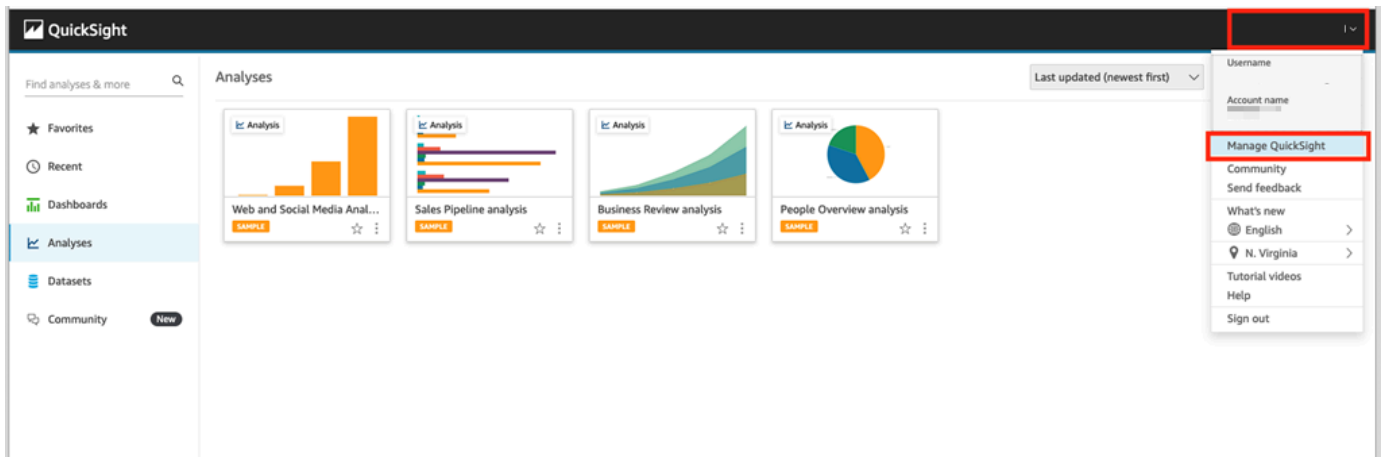 QuickSight
Find analyses & more
Favorites
Recent
Dashboards
Analyses
Datasets
Community
New
Analyses
Last updated (newest first)
Analysis
Web and Social Media Anal...
SAMPLE
Analysis
Sales Pipeline analysis
SAMPLE
Analysis
Business Review analysis
SAMPLE
Analysis
People Overview analysis
SAMPLE
Username
Account name
Manage QuickSight
Community
Send feedback
What's new
English
N. Virginia
Tutorial videos
Help
Sign out